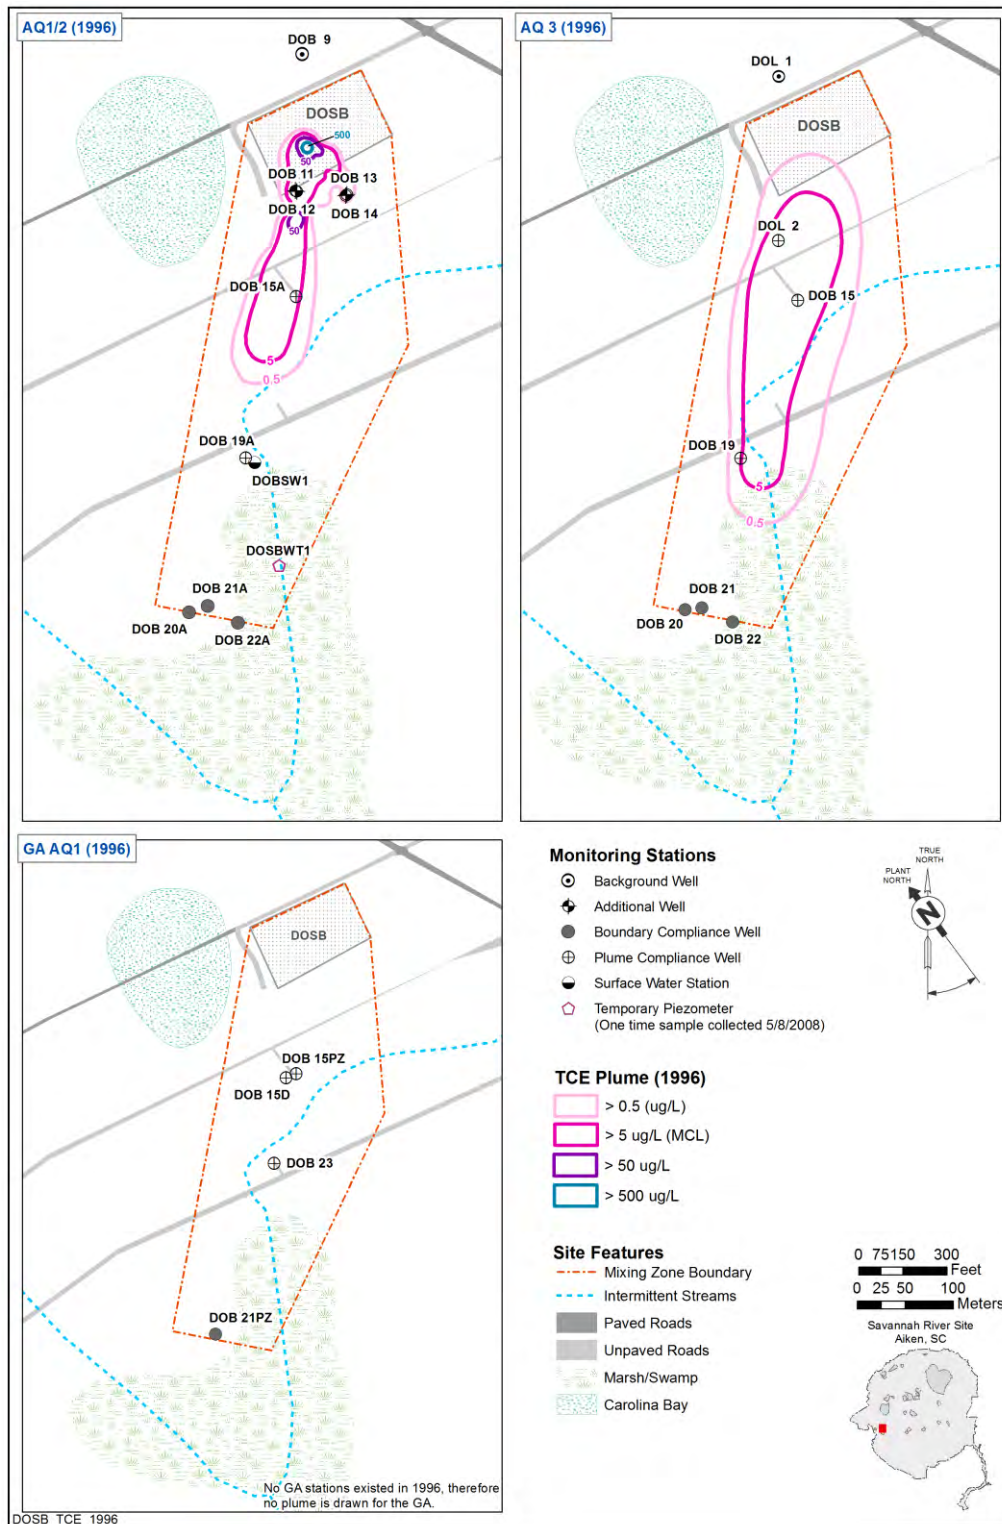 AQ1/2 (1996)
DOB 9
DOSB
500
50
DOB 11
DOB 13
DOB 12
DOB 14
50
DOB 15A
5
0.5
DOB 19A
DOBSW1
DOSBWT1
DOB 21A
DOB 20A
DOB 22A
AQ 3 (1996)
DOL 1
DOSB
DOL 2
DOB 15
DOB 19
5
0.5
DOB 21
DOB 20
DOB 22
GA AQ1 (1996)
DOSB
DOB 15PZ
DOB 15D
DOB 23
DOB 21PZ
No GA stations existed in 1996, therefore
no plume is drawn for the GA.
DOSB_TCE_1996
Monitoring Stations
Background Well
Additional Well
Boundary Compliance Well
Plume Compliance Well
Surface Water Station
Temporary Piezometer
(One time sample collected 5/8/2008)
TRUE
NORTH
PLANT
NORTH
N
TCE Plume (1996)
> 0.5 (ug/L)
> 5 ug/L (MCL)
> 50 ug/L
> 500 ug/L
Site Features
Mixing Zone Boundary
Intermittent Streams
Paved Roads
Unpaved Roads
Marsh/Swamp
Carolina Bay
0 75150 300
Feet
0 25 50 100
Meters
Savannah River Site
Aiken, SC